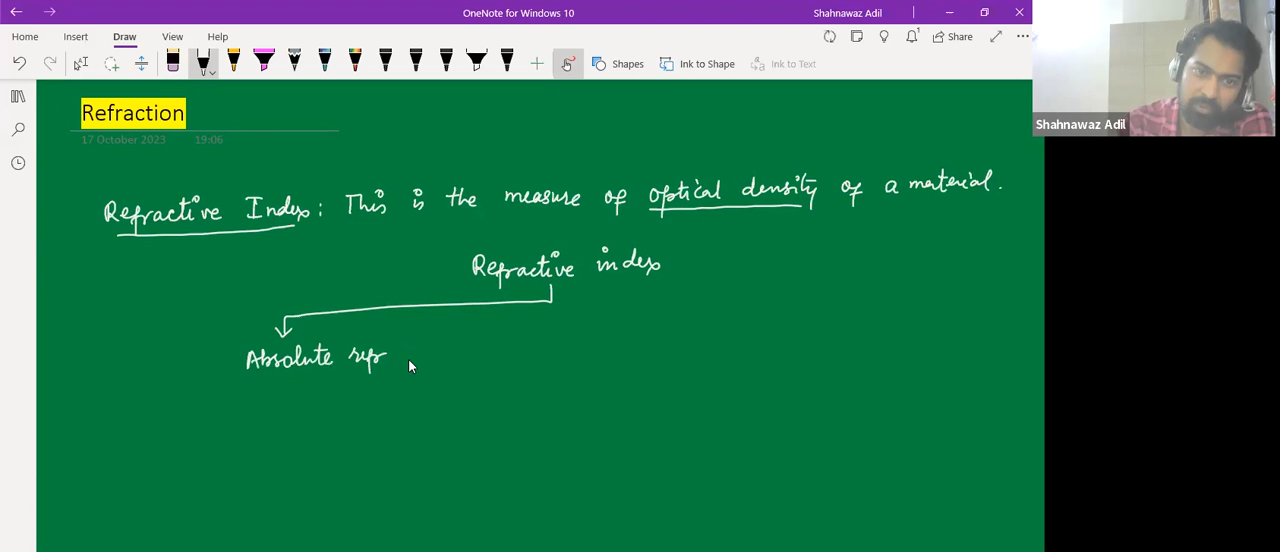 OneNote for Windows 10
Shahnawaz Adil
Home Insert Draw View Help
Share
Shapes Ink to Shape Ink to Text
Refraction
17 October 2023 19:06
Shahnawaz Adil
Refractive Index: This is the measure of optical density of a material.
Refractive index
Absolute refr